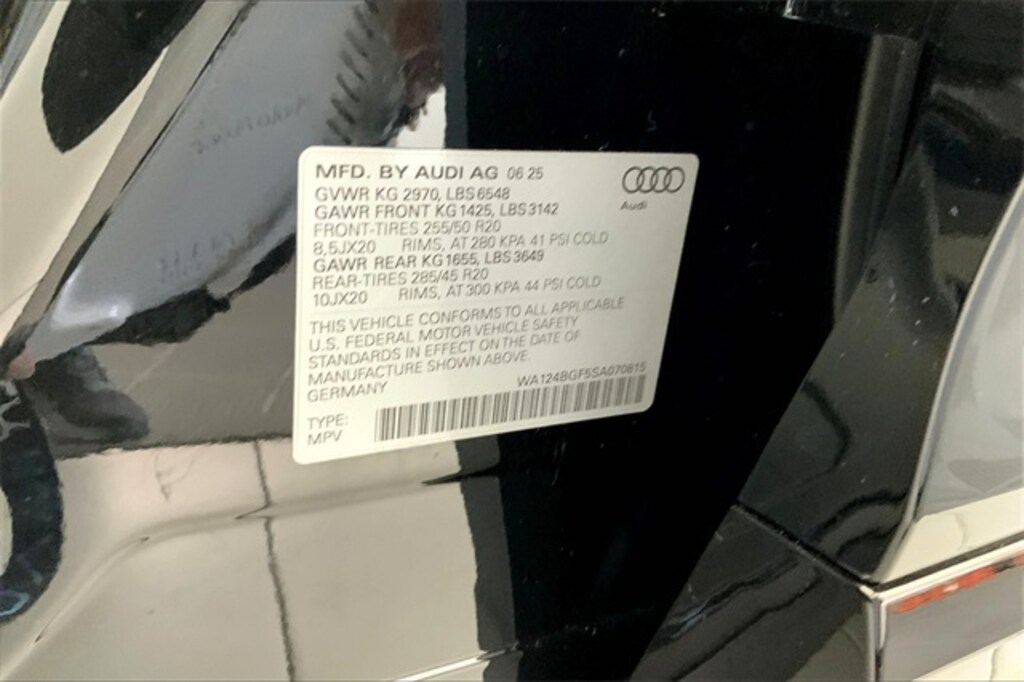 MFD. BY AUDI AG 06 25
GVWR KG 2970, LBS 6548
GAWR FRONT KG 1425, LBS 3142
FRONT-TIRES 255/50 R20
8,5JX20 RIMS, AT 280 KPA 41 PSI COLD
GAWR REAR KG 1655, LBS 3649
REAR-TIRES 285/45 R20
10JX20 RIMS, AT 300 KPA 44 PSI COLD
THIS VEHICLE CONFORMS TO ALL APPLICABLE
U.S. FEDERAL MOTOR VEHICLE SAFETY
STANDARDS IN EFFECT ON THE DATE OF
MANUFACTURE SHOWN ABOVE.
GERMANY
WA124BGF5SA070815
TYPE:
MPV
Audi